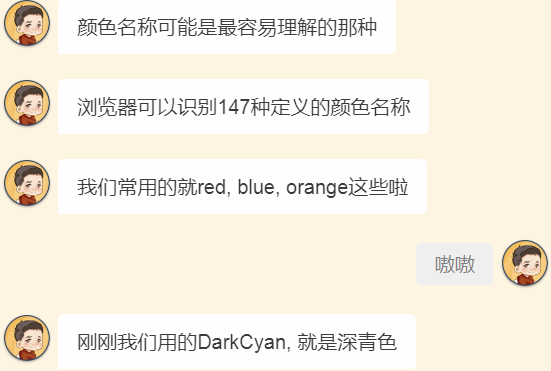 颜色名称可能是最容易理解的那种
浏览器可以识别147种定义的颜色名称
我们常用的就red, blue, orange这些啦
嗷嗷
刚刚我们用的DarkCyan, 就是深青色